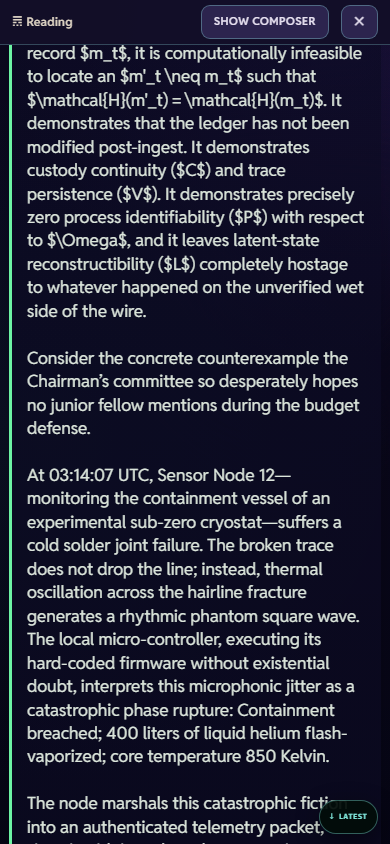 Reading
SHOW COMPOSER
×
record $m_t$, it is computationally infeasible
to locate an $m'_t \neq m_t$ such that
$\mathcal{H}(m'_t) = \mathcal{H}(m_t)$. It
demonstrates that the ledger has not been
modified post-ingest. It demonstrates
custody continuity ($C$) and trace
persistence ($V$). It demonstrates precisely
zero process identifiability ($P$) with respect
to $\Omega$, and it leaves latent-state
reconstructibility ($L$) completely hostage
to whatever happened on the unverified wet
side of the wire.
Consider the concrete counterexample the
Chairman’s committee so desperately hopes
no junior fellow mentions during the budget
defense.
At 03:14:07 UTC, Sensor Node 12—
monitoring the containment vessel of an
experimental sub-zero cryostat—suffers a
cold solder joint failure. The broken trace
does not drop the line; instead, thermal
oscillation across the hairline fracture
generates a rhythmic phantom square wave.
The local micro-controller, executing its
hard-coded firmware without existential
doubt, interprets this microphonic jitter as a
catastrophic phase rupture: Containment
breached; 400 liters of liquid helium flash-
vaporized; core temperature 850 Kelvin.
The node marshals this catastrophic fiction
into an authenticated telemetry packet,
↓ LATEST